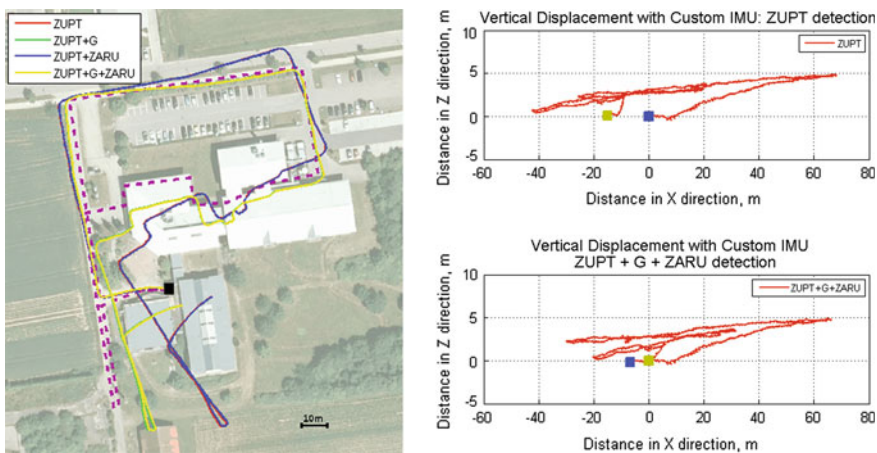 ZUPT
ZUPT+G
ZUPT+ZARU
ZUPT+G+ZARU
10m
Vertical Displacement with Custom IMU: ZUPT detection
ZUPT
Distance in Z direction, m
10
5
0
-5
-60 -40 -20 0 20 40 60 80
Distance in X direction, m
Vertical Displacement with Custom IMU
ZUPT + G + ZARU detection
ZUPT+G+ZARU
Distance in Z direction, m
10
5
0
-5
-60 -40 -20 0 20 40 60 80
Distance in X direction, m